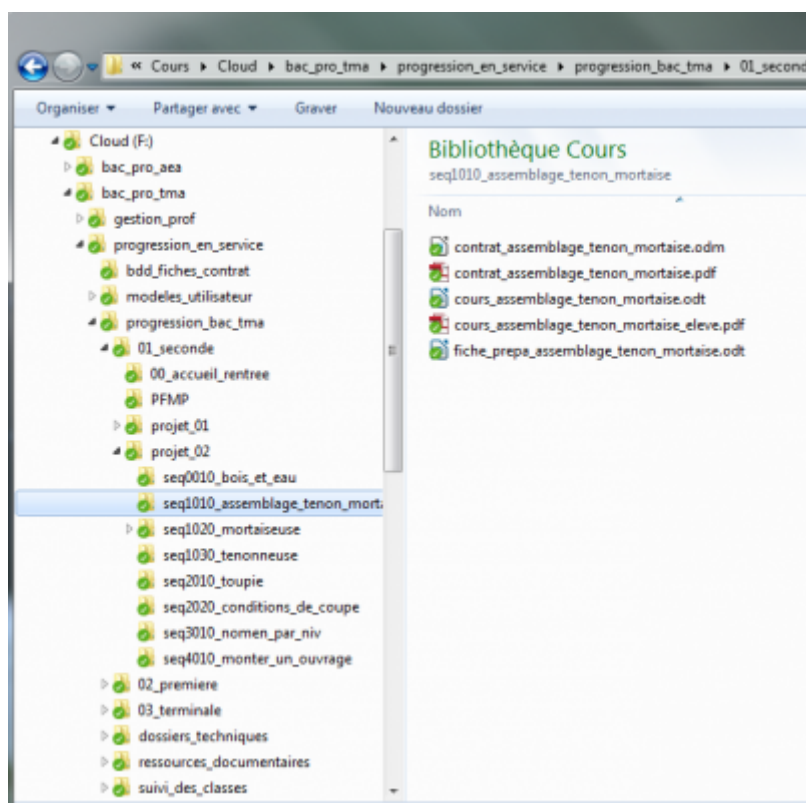 « Cours ▸ Cloud ▸ bac_pro_tma ▸ progression_en_service ▸ progression_bac_tma ▸ 01_second
Organiser Partager avec Graver Nouveau dossier
Cloud (F:)
bac_pro_aea
bac_pro_tma
gestion_prof
progression_en_service
bdd_fiches_contrat
modeles_utilisateur
progression_bac_tma
01_seconde
00_accueil_rentree
PFMP
projet_01
projet_02
seq0010_bois_et_eau
seq1010_assemblage_tenon_morta
seq1020_mortaiseuse
seq1030_tenonneuse
seq2010_toupie
seq2020_conditions_de_coupe
seq3010_nomen_par_niv
seq4010_monter_un_ouvrage
02_premiere
03_terminale
dossiers_techniques
ressources_documentaires
suivi_des_classes
Bibliothèque Cours
seq1010_assemblage_tenon_mortaise
Nom
contrat_assemblage_tenon_mortaise.odm
contrat_assemblage_tenon_mortaise.pdf
cours_assemblage_tenon_mortaise.odt
cours_assemblage_tenon_mortaise_eleve.pdf
fiche_prepa_assemblage_tenon_mortaise.odt